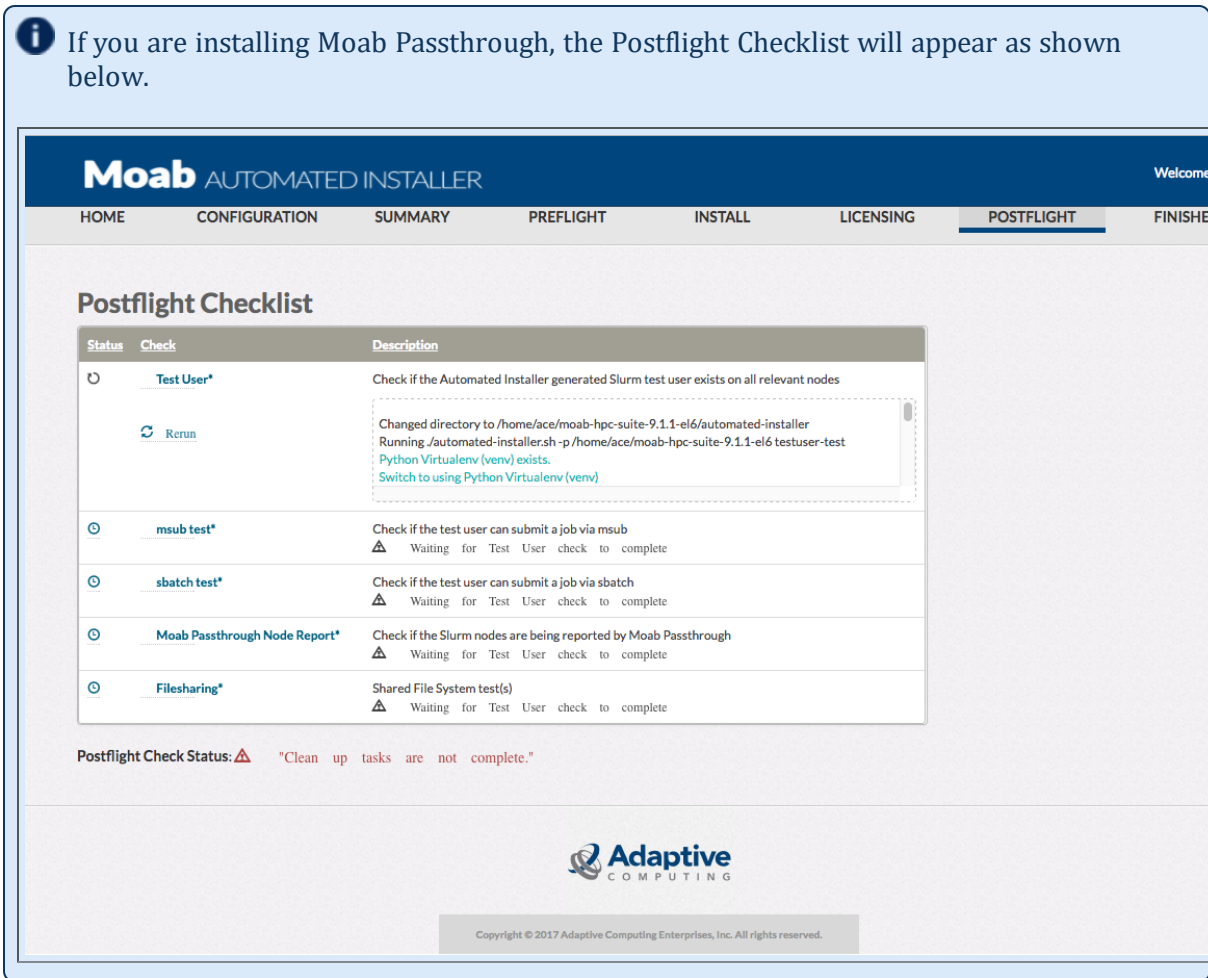 If you are installing Moab Passthrough, the Postflight Checklist will appear as shown
below.
Moab AUTOMATED INSTALLER
Welcome
HOME CONFIGURATION SUMMARY PREFLIGHT INSTALL LICENSING POSTFLIGHT FINISHE
Postflight Checklist
Status Check Description
Test User* Check if the Automated Installer generated Slurm test user exists on all relevant nodes
Rerun
Changed directory to /home/ace/moab-hpc-suite-9.1.1-el6/automated-installer
Running ./automated-installer.sh -p /home/ace/moab-hpc-suite-9.1.1-el6 testuser-test
Python Virtualenv (venv) exists.
Switch to using Python Virtualenv (venv)
msub test* Check if the test user can submit a job via msub
Waiting for Test User check to complete
sbatch test* Check if the test user can submit a job via sbatch
Waiting for Test User check to complete
Moab Passthrough Node Report* Check if the Slurm nodes are being reported by Moab Passthrough
Waiting for Test User check to complete
Filesharing* Shared File System test(s)
Waiting for Test User check to complete
Postflight Check Status: "Clean up tasks are not complete."
Adaptive
COMPUTING
Copyright © 2017 Adaptive Computing Enterprises, Inc. All rights reserved.